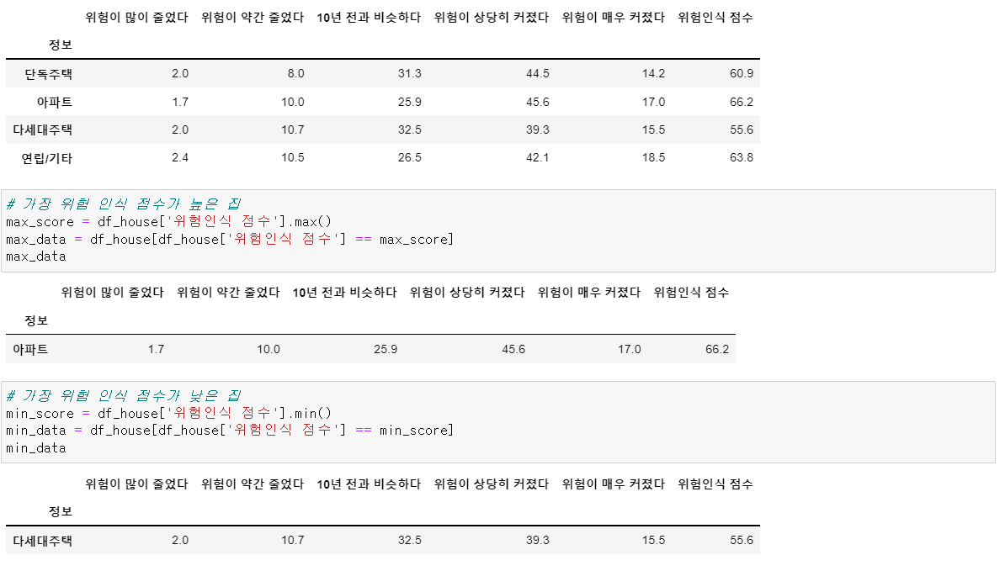 위험이 많이 줄었다 위험이 약간 줄었다 10년 전과 비슷하다 위험이 상당히 커졌다 위험이 매우 커졌다 위험인식 점수
정보
단독주택 2.0 8.0 31.3 44.5 14.2 60.9
아파트 1.7 10.0 25.9 45.6 17.0 66.2
다세대주택 2.0 10.7 32.5 39.3 15.5 55.6
연립/기타 2.4 10.5 26.5 42.1 18.5 63.8
# 가장 위험 인식 점수가 높은 집
max_score = df_house['위험인식 점수'].max()
max_data = df_house[df_house['위험인식 점수'] == max_score]
max_data
위험이 많이 줄었다 위험이 약간 줄었다 10년 전과 비슷하다 위험이 상당히 커졌다 위험이 매우 커졌다 위험인식 점수
정보
아파트 1.7 10.0 25.9 45.6 17.0 66.2
# 가장 위험 인식 점수가 낮은 집
min_score = df_house['위험인식 점수'].min()
min_data = df_house[df_house['위험인식 점수'] == min_score]
min_data
위험이 많이 줄었다 위험이 약간 줄었다 10년 전과 비슷하다 위험이 상당히 커졌다 위험이 매우 커졌다 위험인식 점수
정보
다세대주택 2.0 10.7 32.5 39.3 15.5 55.6